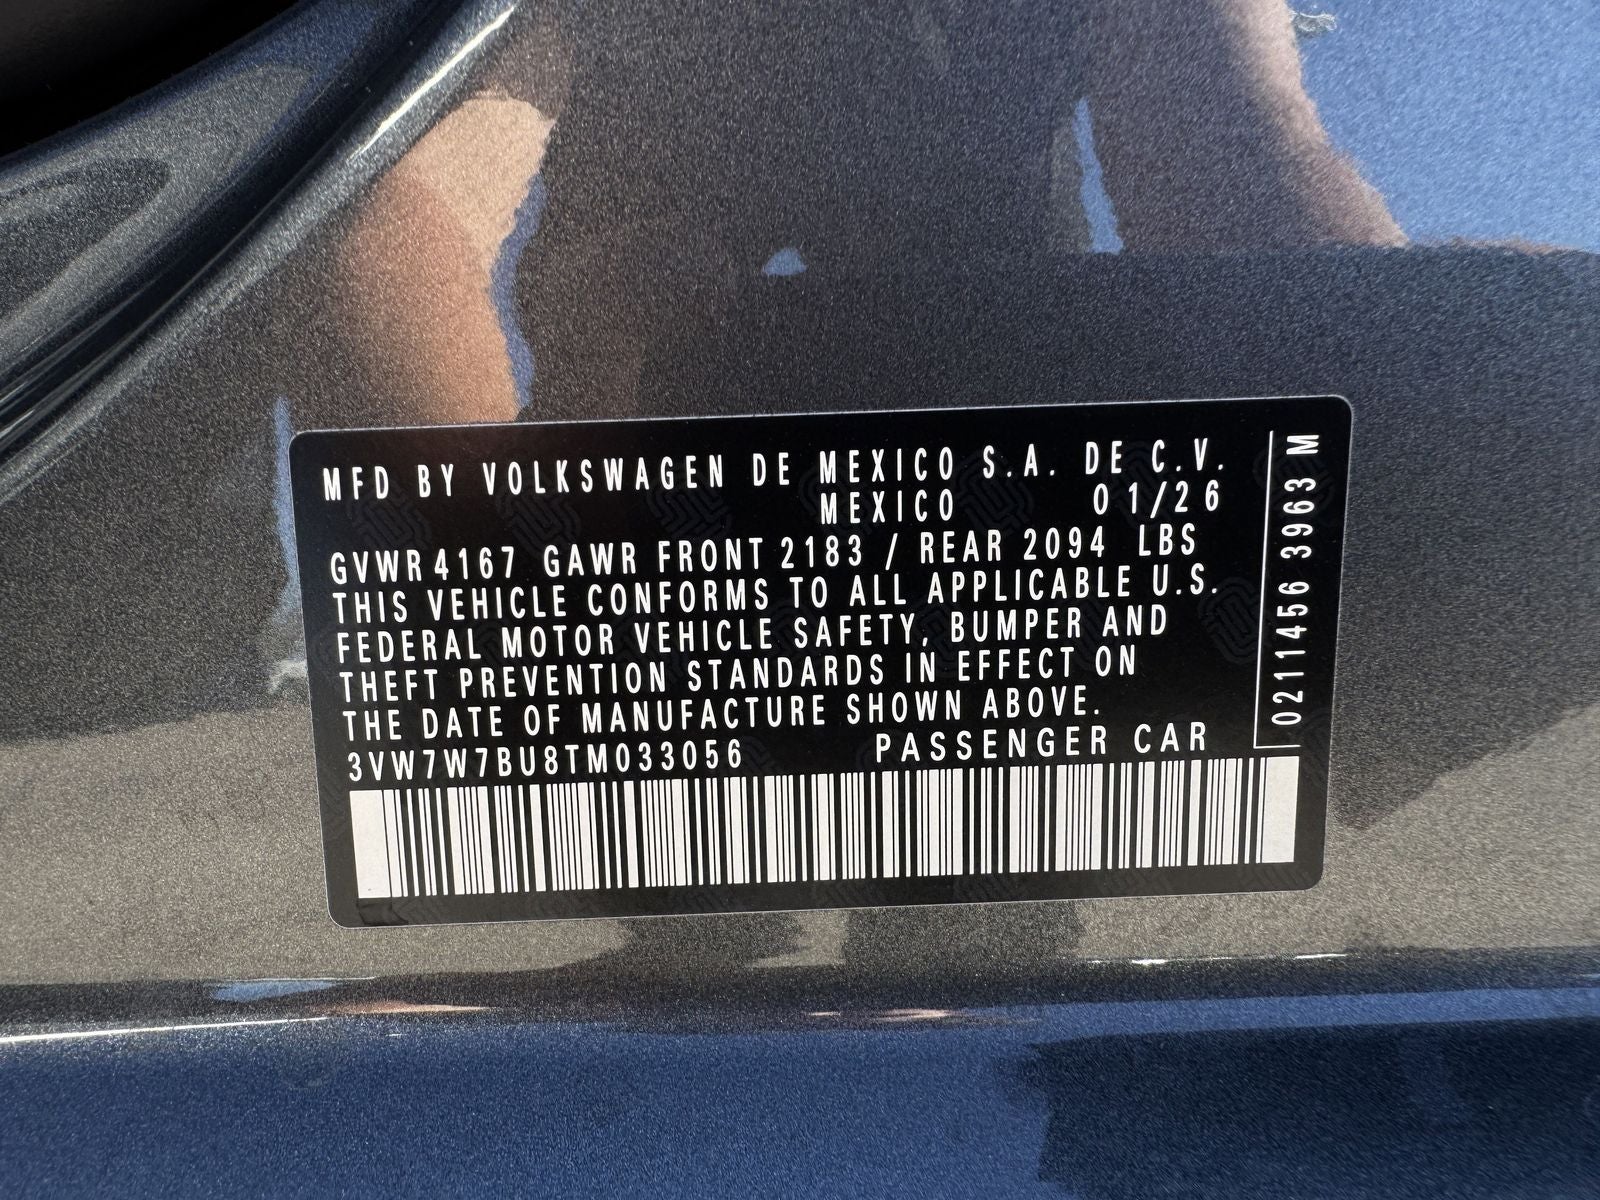 MFD BY VOLKSWAGEN DE MEXICO S.A. DE C.V.
MEXICO 01/26
GVWR 4167 GAWR FRONT 2183 / REAR 2094 LBS
THIS VEHICLE CONFORMS TO ALL APPLICABLE U.S.
FEDERAL MOTOR VEHICLE SAFETY, BUMPER AND
THEFT PREVENTION STANDARDS IN EFFECT ON
THE DATE OF MANUFACTURE SHOWN ABOVE.
3VW7W7BU8TM033056 PASSENGER CAR
0211456 3963 M